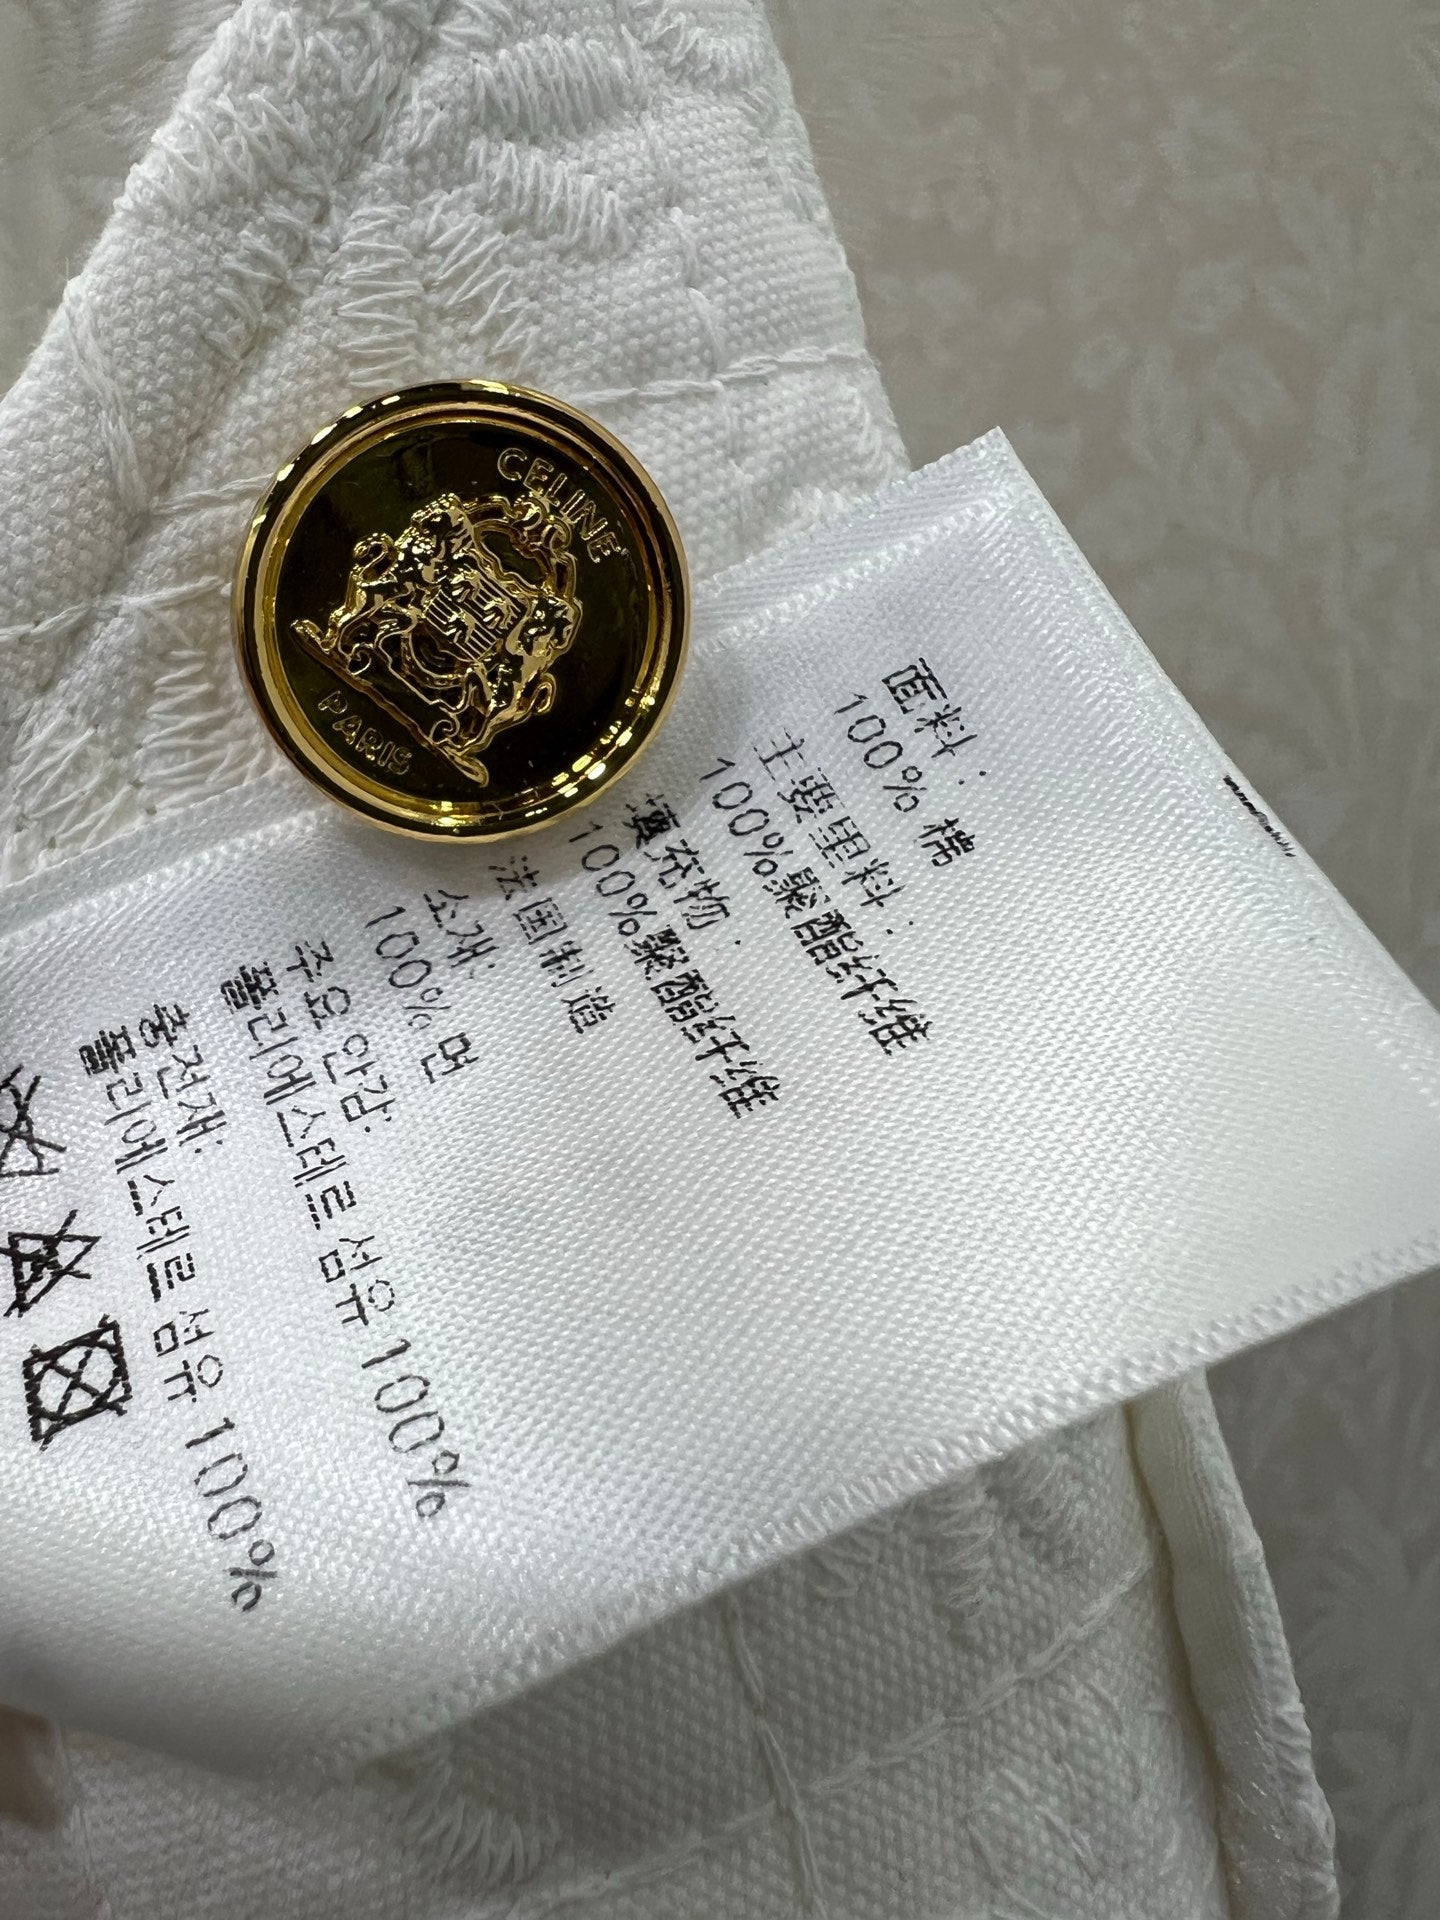 CELINE
PARIS
面料:
100% 棉
主要里料:
100%聚酯纤维
填充物:
100%聚酯纤维
法国制造
소재:
100% 면
주요 안감:
폴리에스테르 섬유 100%
충전재:
폴리에스테르 섬유 100%